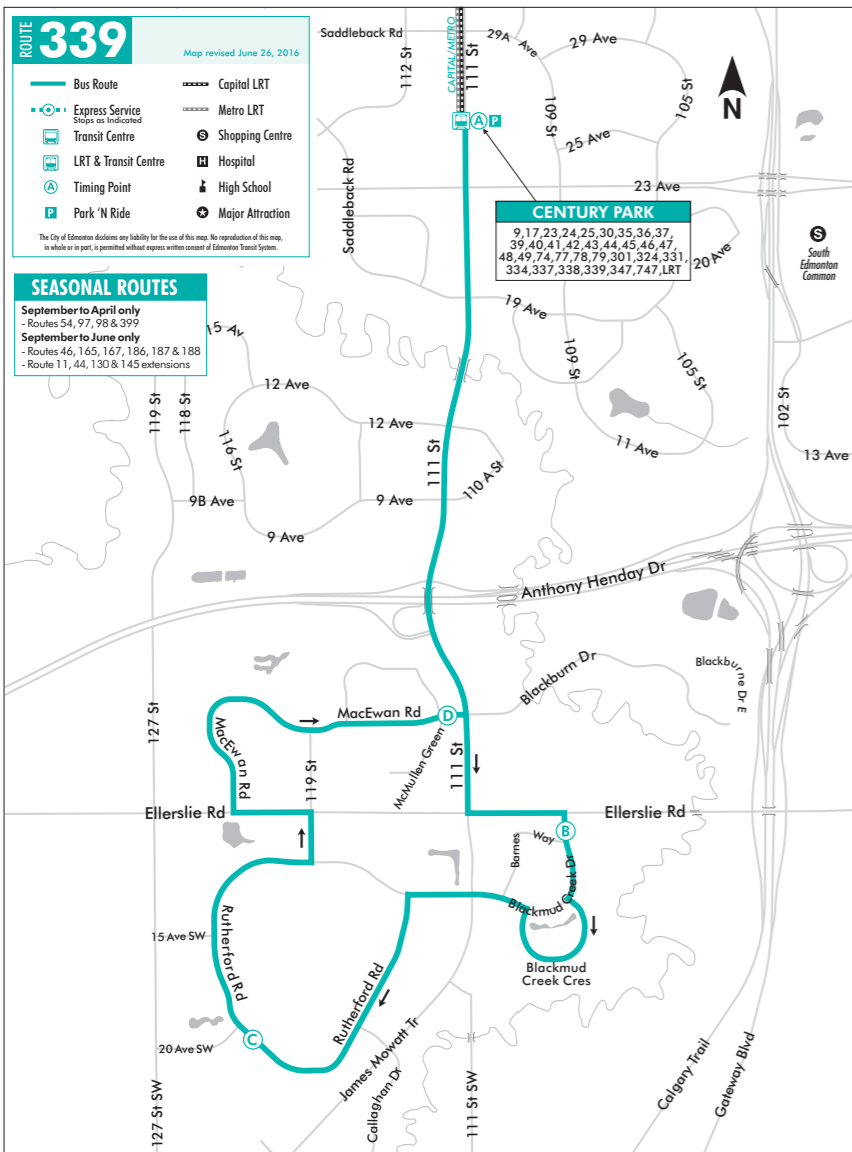 ROUTE 339
Map revised June 26, 2016
Bus Route
Capital LRT
Express Service
Stops as Indicated
Metro LRT
Transit Centre
S Shopping Centre
LRT & Transit Centre
H Hospital
A Timing Point
High School
P Park 'N Ride
Major Attraction
The City of Edmonton disclaims any liability for the use of this map. No reproduction of this map,
in whole or in part, is permitted without express written consent of Edmonton Transit System.
SEASONAL ROUTES
September to April only
- Routes 54, 97, 98 & 399
September to June only
- Routes 46, 165, 167, 186, 187 & 188
- Route 11, 44, 130 & 145 extensions
Saddleback Rd
112 St
CAPITAL/METRO
111 St
29A Ave
29 Ave
109 St
105 St
25 Ave
N
A P
23 Ave
Saddleback Rd
CENTURY PARK
9,17,23,24,25,30,35,36,37,
39,40,41,42,43,44,45,46,47,
48,49,74,77,78,79,301,324,331,
334,337,338,339,347,747,LRT
20 Ave
S
South
Edmonton
Common
19 Ave
15 Av
109 St
105 St
102 St
119 St
118 St
12 Ave
12 Ave
116 St
111 St
110 A St
11 Ave
13 Ave
9B Ave
9 Ave
9 Ave
Anthony Henday Dr
Blackburn Dr
Blackburne Dr E
127 St
MacEwan Rd
MacEwan Rd
D
McMullen Green
111 St
119 St
Ellerslie Rd
Ellerslie Rd
B
Barnes
Way
Blackmud Creek Dr
Blackmud
Creek Cres
15 Ave SW
Rutherford Rd
Rutherford Rd
C
20 Ave SW
James Mowatt Tr
Callaghan Dr
127 St SW
111 St SW
Calgary Trail
Gateway Blvd